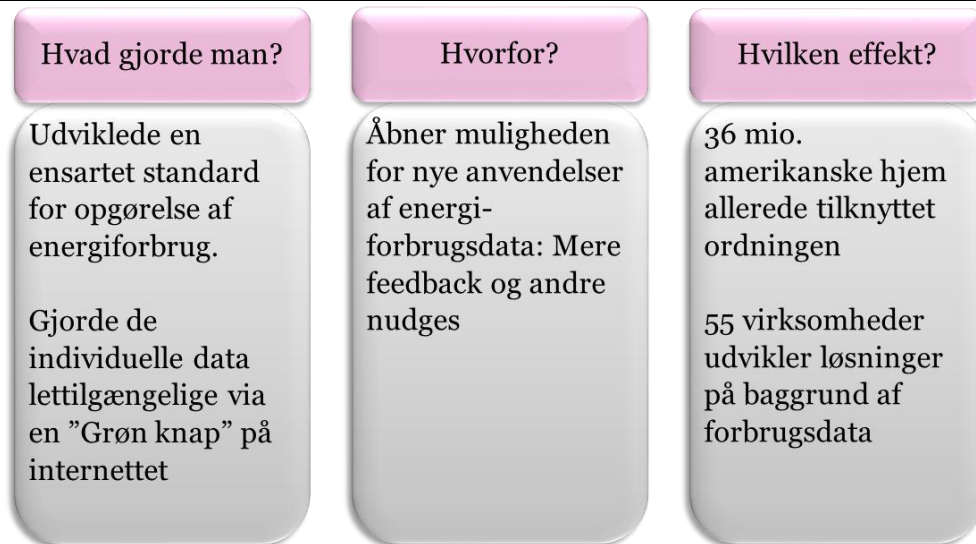 Hvad gjorde man?
Udviklede en
ensartet standard
for opgørelse af
energiforbrug.
Gjorde de
individuelle data
lettilgængelige via
en ”Grøn knap” på
internettet
Hvorfor?
Åbner muligheden
for nye anvendelser
af energi-
forbrugsdata: Mere
feedback og andre
nudges
Hvilken effekt?
36 mio.
amerikanske hjem
allerede tilknyttet
ordningen
55 virksomheder
udvikler løsninger
på baggrund af
forbrugsdata